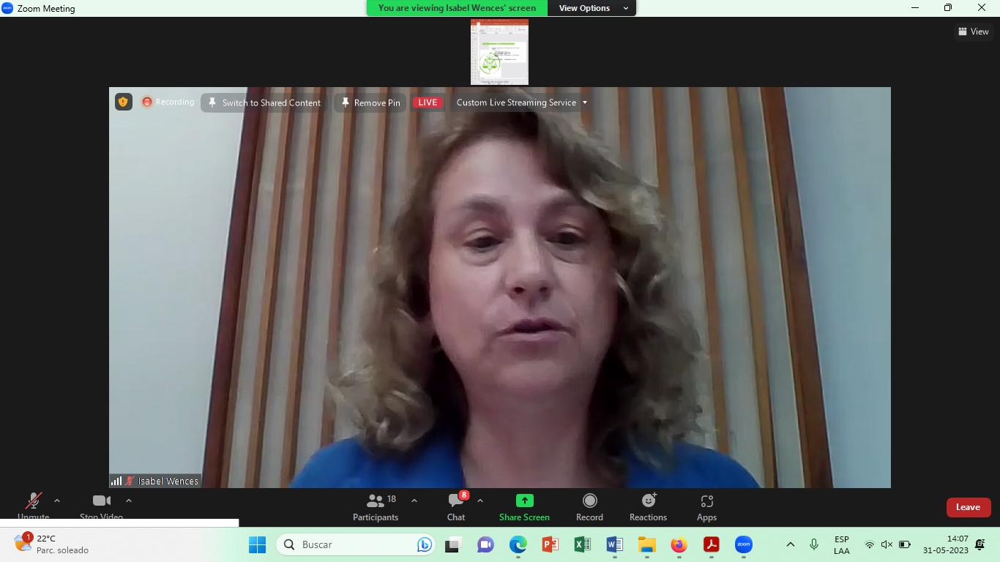 Zoom Meeting
You are viewing Isabel Wences' screen
View Options
View
Recording
Switch to Shared Content
Remove Pin
LIVE
Custom Live Streaming Service
Isabel Wences
Unmute
Stop Video
18
Participants
8
Chat
Share Screen
Record
Reactions
Apps
Leave
1
22°C
Parc. soleado
Buscar
zoom
ESP
LAA
14:07
31-05-2023